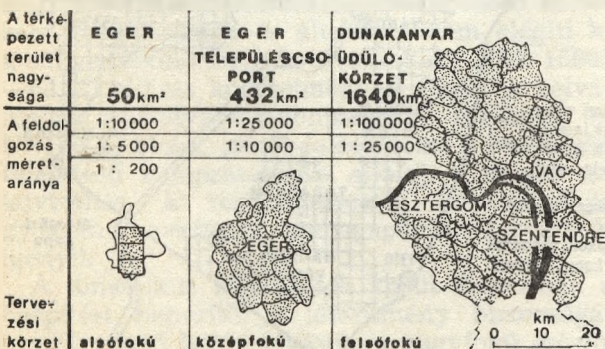 A térké-
pezett
terület
nagy-
sága
EGER
50km²
EGER
TELEPÜLÉSCSO-
PORT
432km²
DUNAKANYAR
ÜDÜLŐ-
KÖRZET
1640km²
A feldol-
gozás
méret-
aránya
1:10 000
1:5000
1:200
1:25 000
1:10 000
1:100 000
1:25 000
EGER
VÁC
ESZTERGOM
SZENTENDRE
km
0 10 20
Terve-
zési
körzet
alsófokú
középfokú
felsőfokú